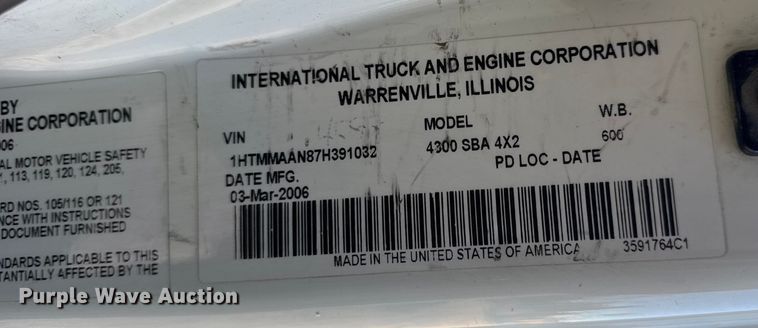 BY
GINE CORPORATION
006
AL MOTOR VEHICLE SAFETY
, 113, 119, 120, 124, 205,
RD NOS. 105/116 OR 121
ANCE WITH INSTRUCTIONS
DOCUMENT FURNISHED
NDARDS APPLICABLE TO THIS
TANTIALLY AFFECTED BY THE
INTERNATIONAL TRUCK AND ENGINE CORPORATION
WARRENVILLE, ILLINOIS
VIN MODEL W.B.
1HTMMAAN87H391032 4300 SBA 4X2 600
DATE MFG. PD LOC - DATE
03-Mar-2006
MADE IN THE UNITED STATES OF AMERICA 3591764C1
Purple Wave Auction